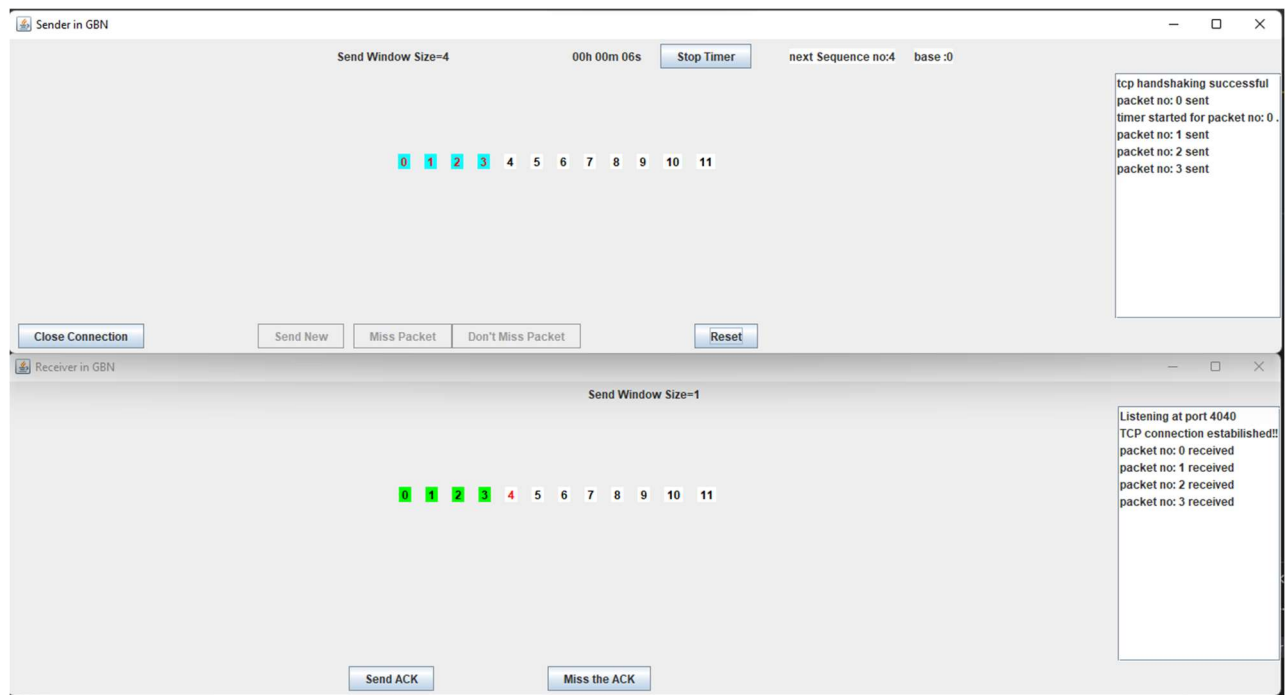 Sender in GBN
Send Window Size=4 00h 00m 06s Stop Timer next Sequence no:4 base :0
tcp handshaking successful
packet no: 0 sent
timer started for packet no: 0 .
packet no: 1 sent
packet no: 2 sent
packet no: 3 sent
0 1 2 3 4 5 6 7 8 9 10 11
Close Connection Send New Miss Packet Don't Miss Packet Reset
Receiver in GBN
Send Window Size=1
Listening at port 4040
TCP connection estabilished!!
packet no: 0 received
packet no: 1 received
packet no: 2 received
packet no: 3 received
0 1 2 3 4 5 6 7 8 9 10 11
Send ACK Miss the ACK